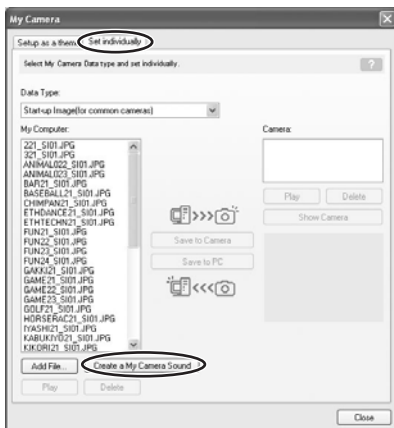 My Camera
Setup as a theme Set individually
Select My Camera Data type and set individually.
?
Data Type:
Start-up Image(for common cameras)
My Computer:
Camera:
221_SI01.JPG
321_SI01.JPG
ANIMAL022_SI01.JPG
ANIMAL023_SI01.JPG
BAR21_SI01.JPG
BASEBALL21_SI01.JPG
CHIMPAN21_SI01.JPG
ETHDANCE21_SI01.JPG
ETHTECHN21_SI01.JPG
FUN21_SI01.JPG
FUN22_SI01.JPG
FUN23_SI01.JPG
FUN24_SI01.JPG
GAKKI21_SI01.JPG
GAME21_SI01.JPG
GAME22_SI01.JPG
GAME23_SI01.JPG
GOLF21_SI01.JPG
HORSERAC21_SI01.JPG
IYASHI21_SI01.JPG
KABUKIYO21_SI01.JPG
KIKORI21_SI01.JPG
Play Delete
Show Camera
>>>
Save to Camera
Save to PC
<<<
Add File... Create a My Camera Sound
Play Delete
Close